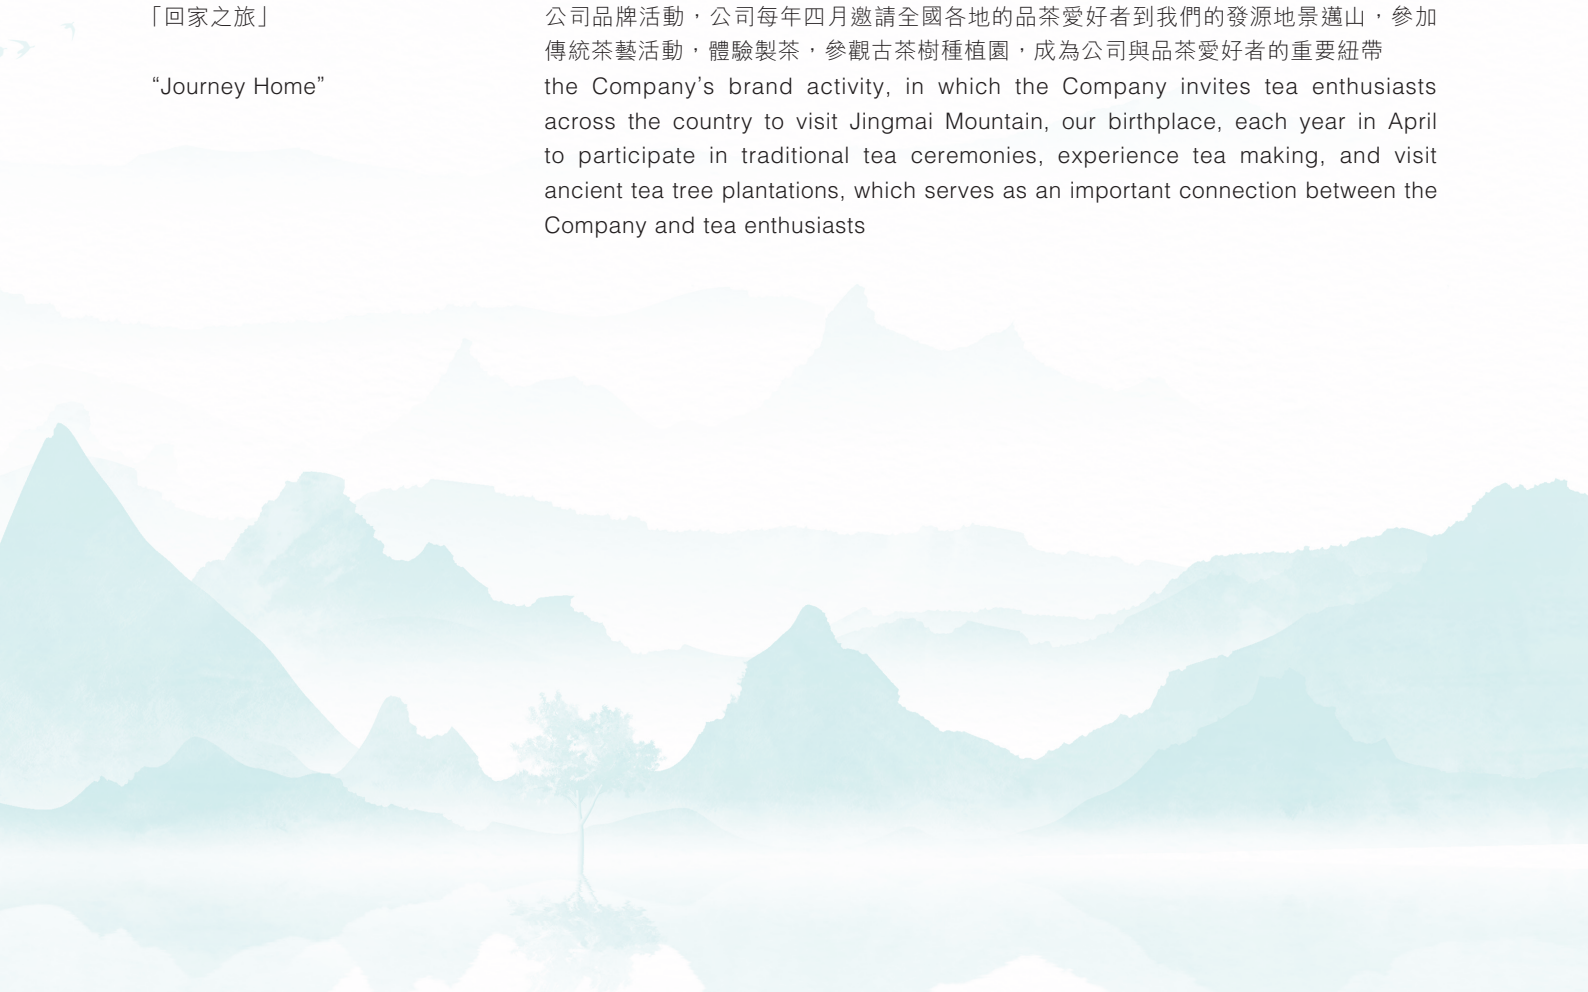 「回家之旅」
公司品牌活動，公司每年四月邀請全國各地的品茶愛好者到我們的發源地景邁山，參加
傳統茶藝活動，體驗製茶，參觀古茶樹種植園，成為公司與品茶愛好者的重要紐帶
“Journey Home”
the Company’s brand activity, in which the Company invites tea enthusiasts
across the country to visit Jingmai Mountain, our birthplace, each year in April
to participate in traditional tea ceremonies, experience tea making, and visit
ancient tea tree plantations, which serves as an important connection between the
Company and tea enthusiasts